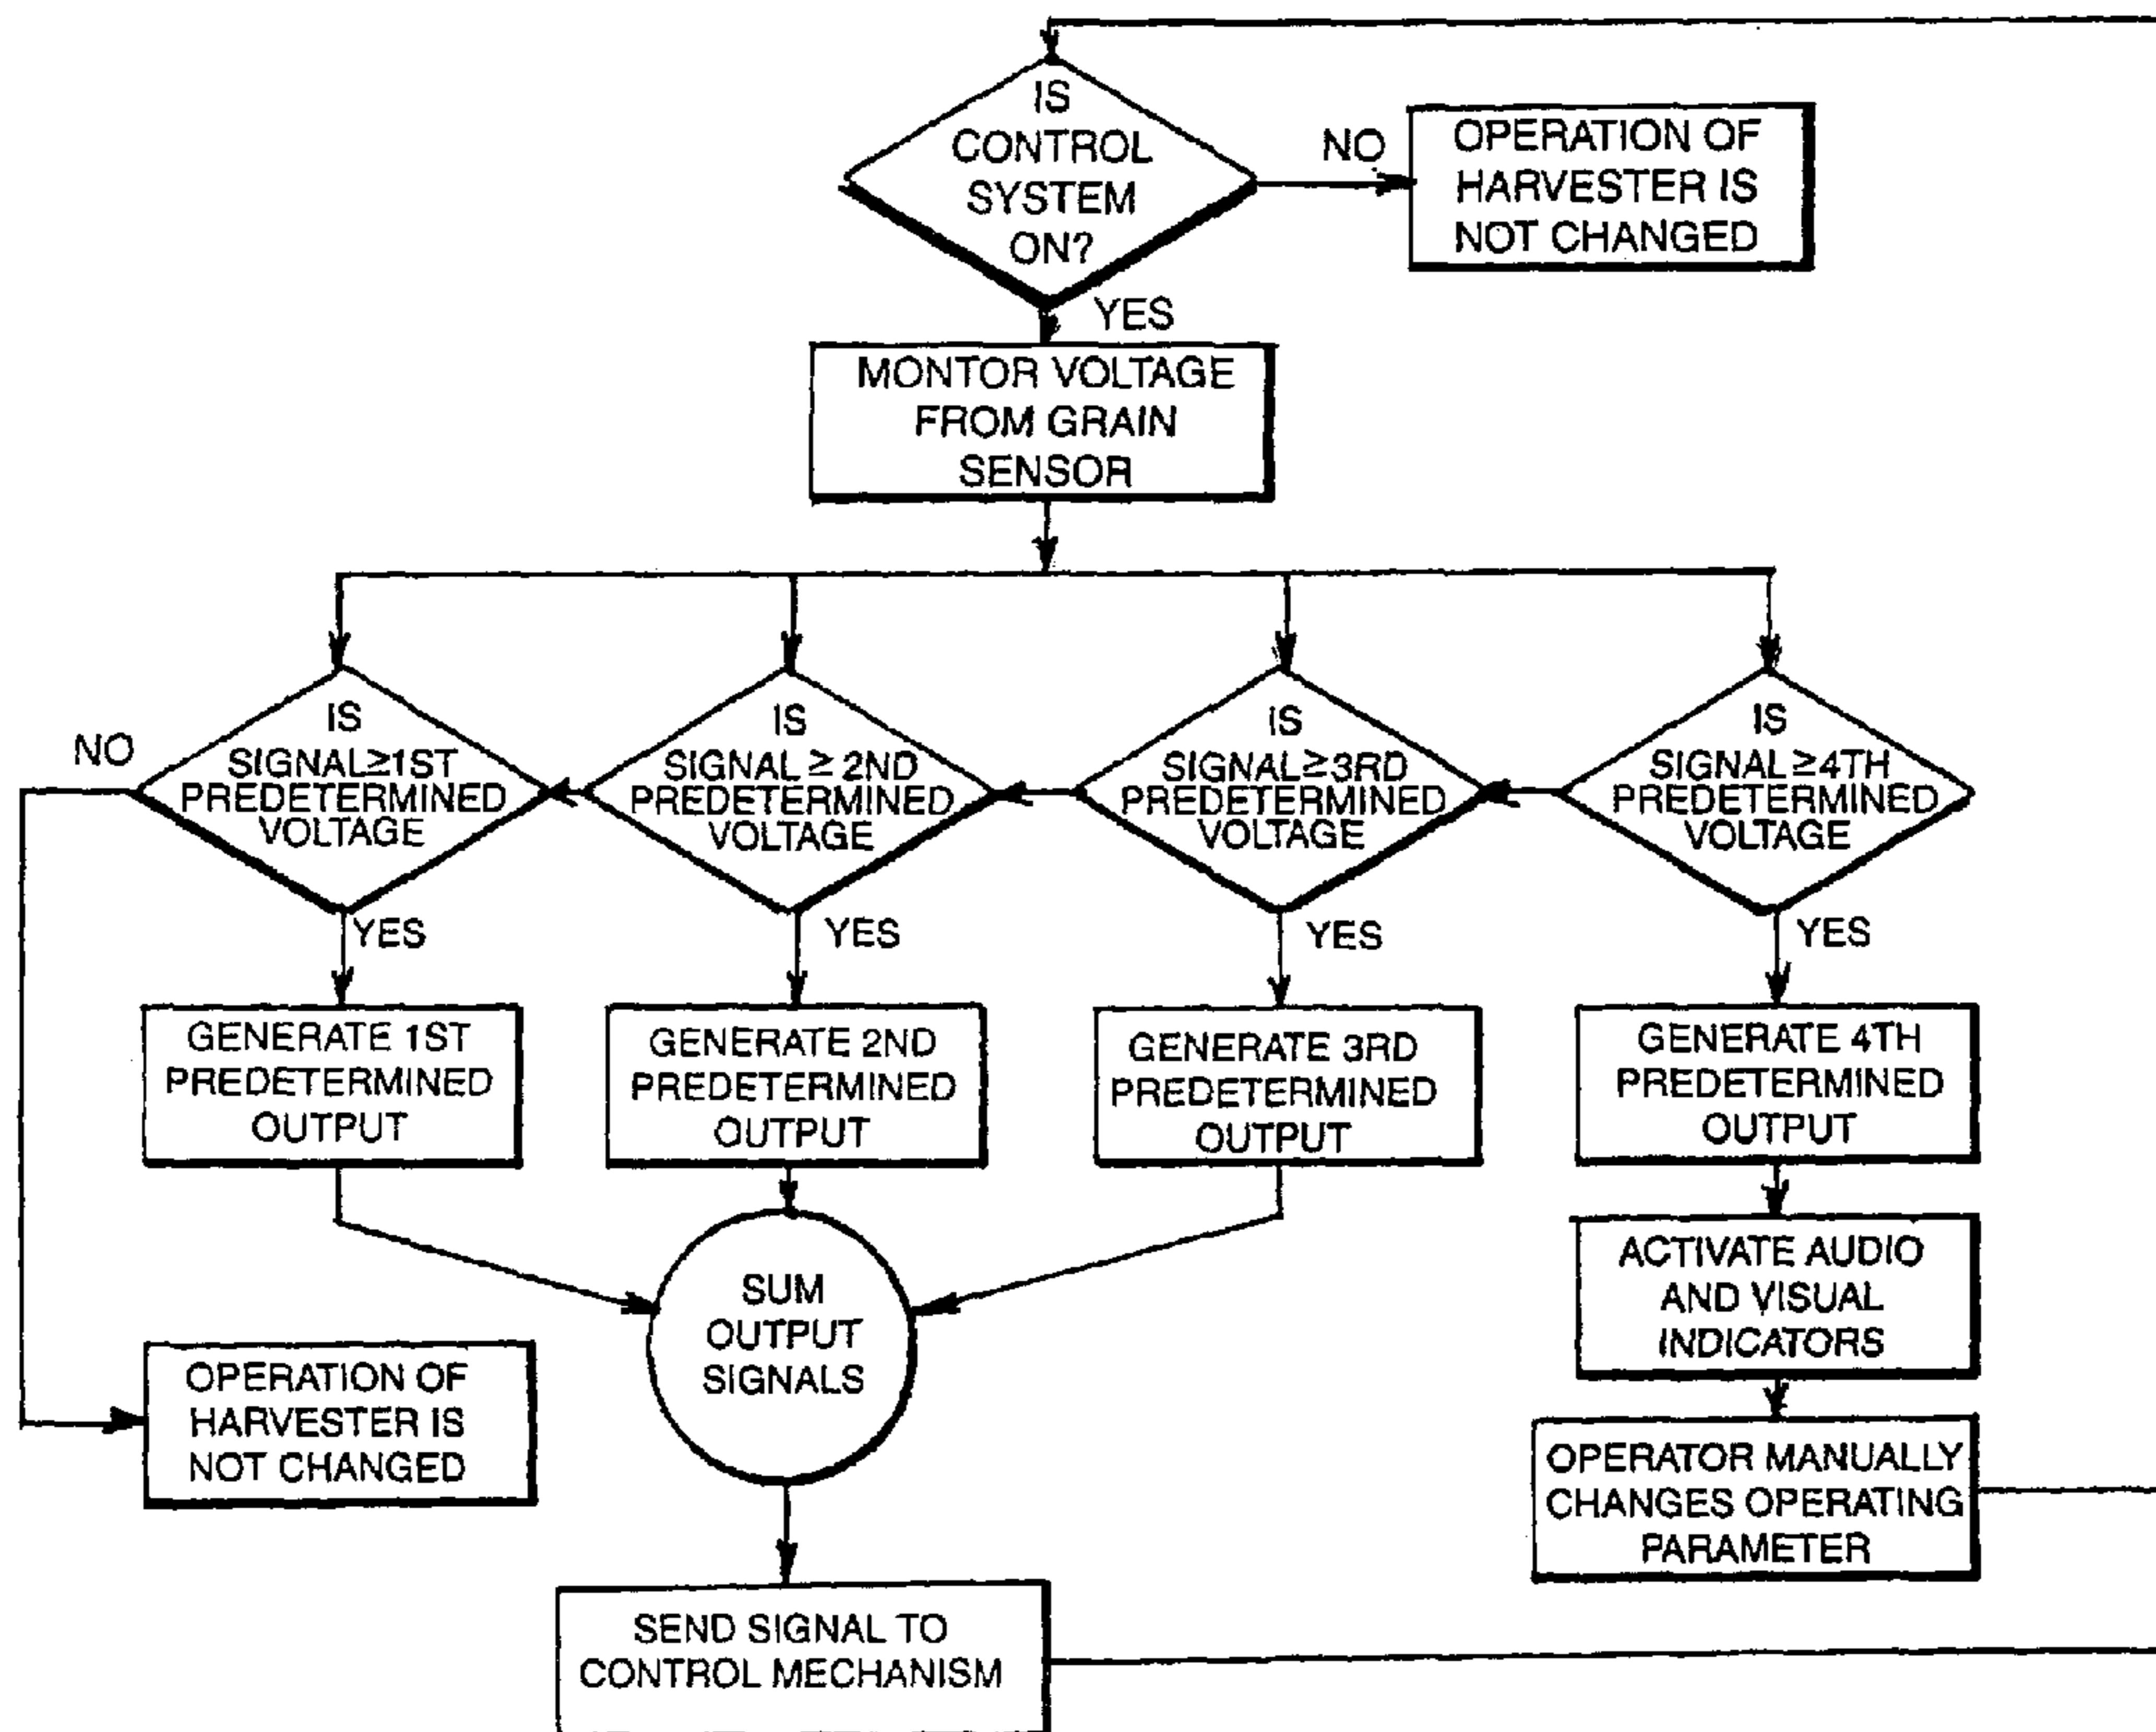 IS
CONTROL
SYSTEM
ON?
NO
OPERATION OF
HARVESTER IS
NOT CHANGED
YES
MONTOR VOLTAGE
FROM GRAIN
SENSOR
NO
IS
SIGNAL≥1ST
PREDETERMINED
VOLTAGE
IS
SIGNAL ≥ 2ND
PREDETERMINED
VOLTAGE
IS
SIGNAL≥3RD
PREDETERMINED
VOLTAGE
IS
SIGNAL ≥4TH
PREDETERMINED
VOLTAGE
YES
YES
YES
YES
GENERATE 1ST
PREDETERMINED
OUTPUT
GENERATE 2ND
PREDETERMINED
OUTPUT
GENERATE 3RD
PREDETERMINED
OUTPUT
GENERATE 4TH
PREDETERMINED
OUTPUT
SUM
OUTPUT
SIGNALS
ACTIVATE AUDIO
AND VISUAL
INDICATORS
OPERATION OF
HARVESTER IS
NOT CHANGED
OPERATOR MANUALLY
CHANGES OPERATING
PARAMETER
SEND SIGNAL TO
CONTROL MECHANISM